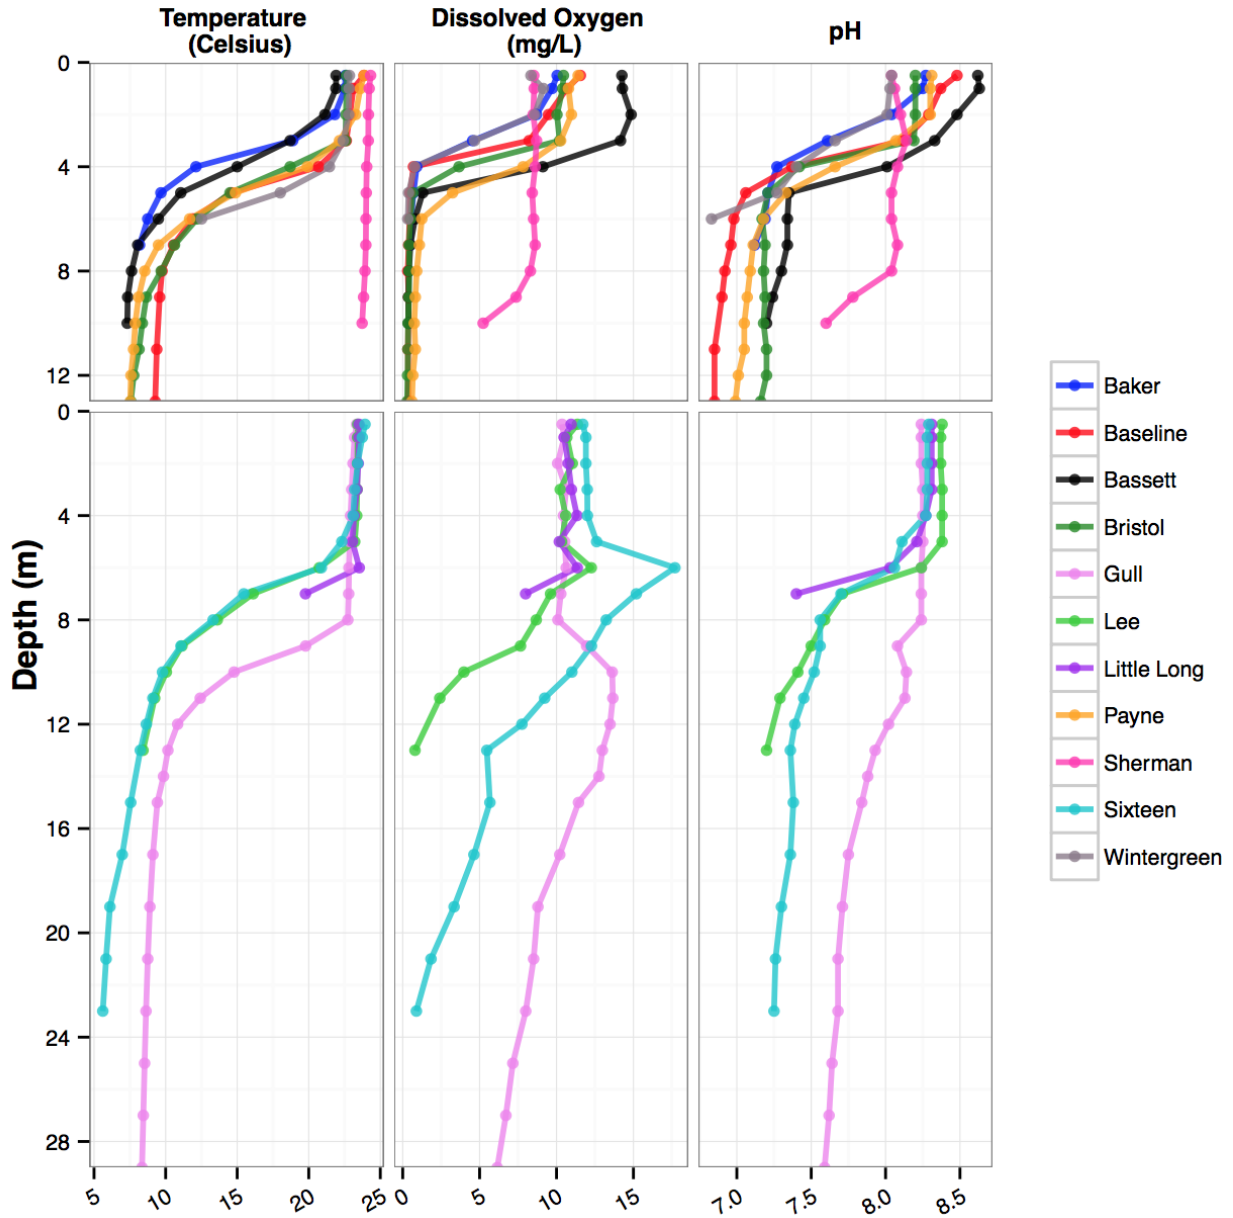 Temperature
(Celsius)
Dissolved Oxygen
(mg/L)
pH
0
4
8
12
0
4
8
12
16
20
24
28
Depth (m)
5
10
15
20
25
0
5
10
15
7.0
7.5
8.0
8.5
Baker
Baseline
Bassett
Bristol
Gull
Lee
Little Long
Payne
Sherman
Sixteen
Wintergreen